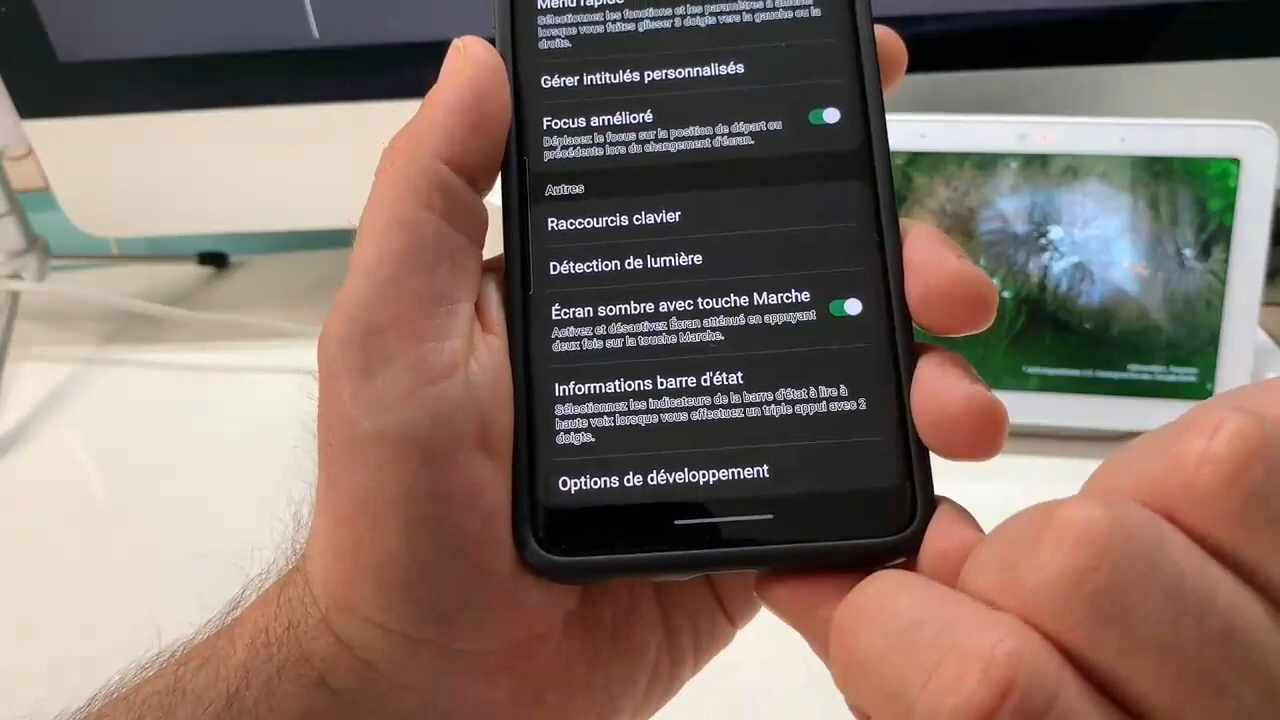 Menu rapide
Sélectionnez les fonctions et les paramètres à afficher
lorsque vous faites glisser 3 doigts vers la gauche ou la
droite.
Gérer intitulés personnalisés
Focus amélioré
Déplacez le focus sur la position de départ ou
précédente lors du changement d'écran.
Autres
Raccourcis clavier
Détection de lumière
Écran sombre avec touche Marche
Activez et désactivez Écran atténué en appuyant
deux fois sur la touche Marche.
Informations barre d'état
Sélectionnez les indicateurs de la barre d'état à lire à
haute voix lorsque vous effectuez un triple appui avec 2
doigts.
Options de développement